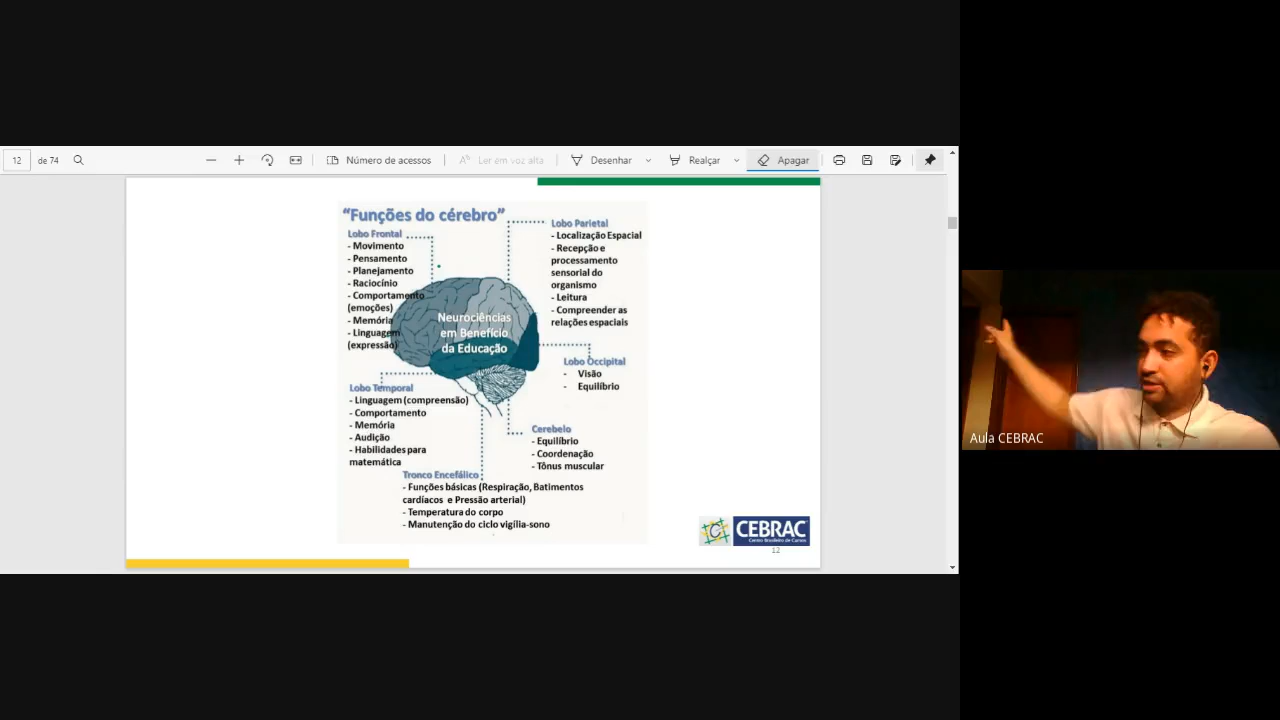 12 de 74
Número de acessos
Ler em voz alta
Desenhar
Realçar
Apagar
“Funções do cérebro”
Lobo Frontal
- Movimento
- Pensamento
- Planejamento
- Raciocínio
- Comportamento
(emoções)
- Memória
- Linguagem
(expressão)
Lobo Parietal
- Localização Espacial
- Recepção e
processamento
sensorial do
organismo
- Leitura
- Compreender as
relações espaciais
Neurociências
em Benefício
da Educação
Lobo Occipital
- Visão
- Equilíbrio
Lobo Temporal
- Linguagem (compreensão)
- Comportamento
- Memória
- Audição
- Habilidades para
matemática
Cerebelo
- Equilíbrio
- Coordenação
- Tônus muscular
Tronco Encefálico
- Funções básicas (Respiração, Batimentos
cardíacos e Pressão arterial)
- Temperatura do corpo
- Manutenção do ciclo vigília-sono
CEBRAC
Centro Brasileiro de Cursos
12
Aula CEBRAC